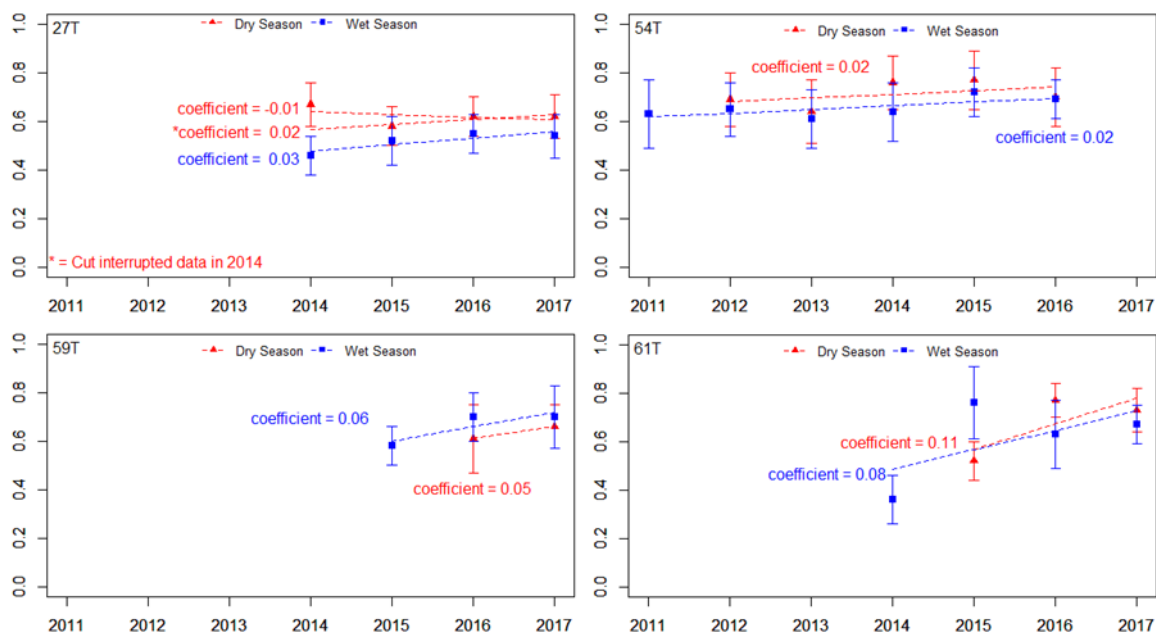 27T
Dry Season Wet Season
1.0
0.8
0.6
0.4
0.2
0.0
coefficient = -0.01
*coefficient = 0.02
coefficient = 0.03
* = Cut interrupted data in 2014
2011 2012 2013 2014 2015 2016 2017
54T
Dry Season Wet Season
1.0
0.8
0.6
0.4
0.2
0.0
coefficient = 0.02
coefficient = 0.02
2011 2012 2013 2014 2015 2016 2017
59T
Dry Season Wet Season
1.0
0.8
0.6
0.4
0.2
0.0
coefficient = 0.06
coefficient = 0.05
2011 2012 2013 2014 2015 2016 2017
61T
Dry Season Wet Season
1.0
0.8
0.6
0.4
0.2
0.0
coefficient = 0.11
coefficient = 0.08
2011 2012 2013 2014 2015 2016 2017